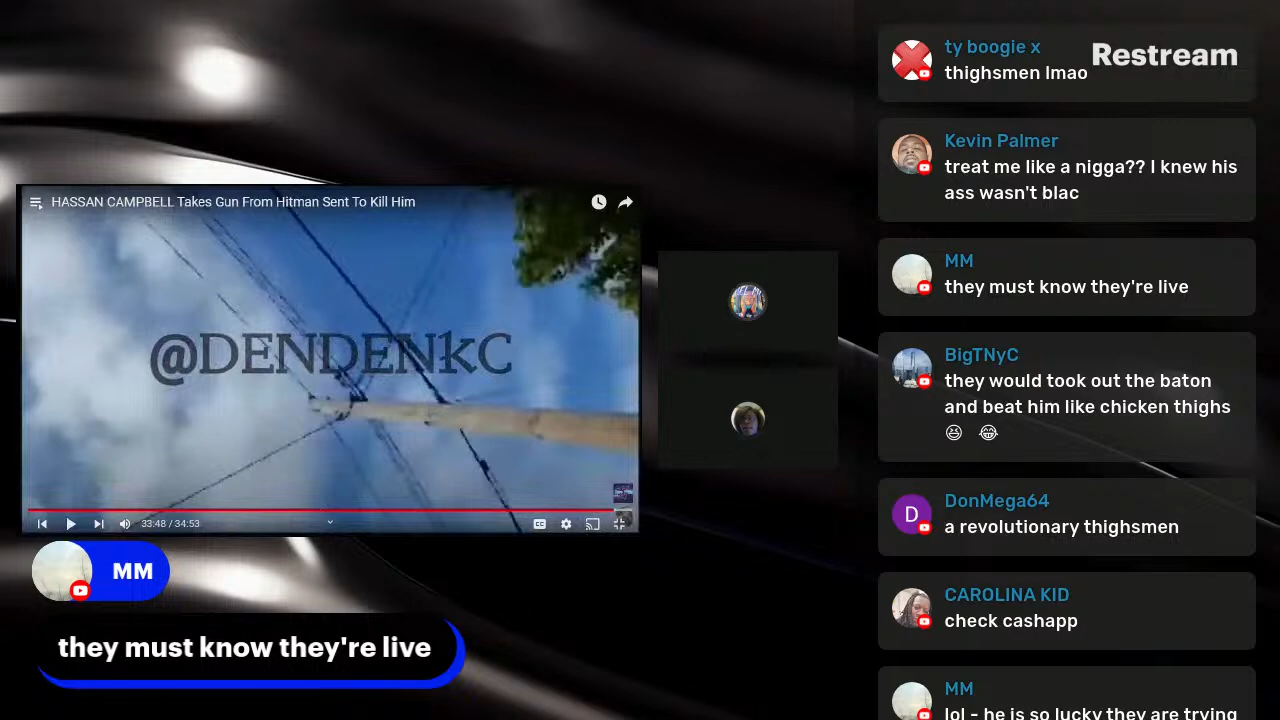 HASSAN CAMPBELL Takes Gun From Hitman Sent To Kill Him
@DENDENkC
33:48 / 34:53
CC
MM
they must know they're live
Restream
ty boogie x
thighsmen lmao
Kevin Palmer
treat me like a nigga?? I knew his
ass wasn't blac
MM
they must know they're live
BigTNyC
they would took out the baton
and beat him like chicken thighs
😆 😂
D
DonMega64
a revolutionary thighsmen
CAROLINA KID
check cashapp
MM
lol - he is so lucky they are trying